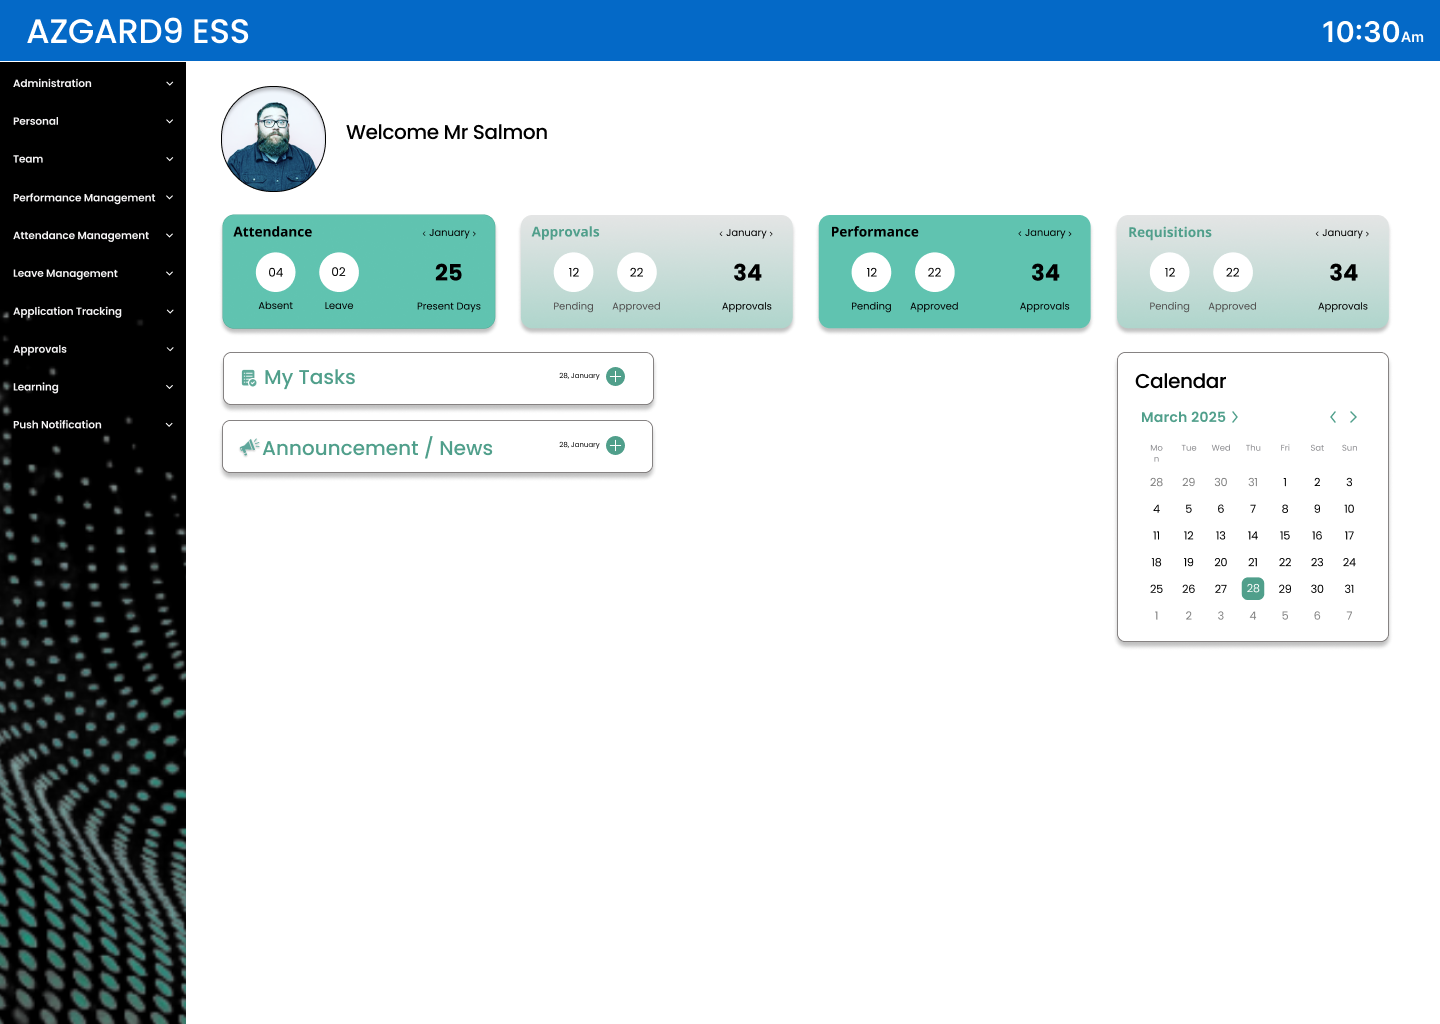 AZGARD9 ESS
10:30Am
Administration
Personal
Team
Performance Management
Attendance Management
Leave Management
Application Tracking
Approvals
Learning
Push Notification
Welcome Mr Salmon
Attendance
‹ January ›
04
02
25
Absent
Leave
Present Days
Approvals
‹ January ›
12
22
34
Pending
Approved
Approvals
Performance
‹ January ›
12
22
34
Pending
Approved
Approvals
Requisitions
‹ January ›
12
22
34
Pending
Approved
Approvals
My Tasks
28, January
Announcement / News
28, January
Calendar
March 2025
Mo
n
Tue Wed Thu Fri Sat Sun
28 29 30 31 1 2 3
4 5 6 7 8 9 10
11 12 13 14 15 16 17
18 19 20 21 22 23 24
25 26 27 28 29 30 31
1 2 3 4 5 6 7